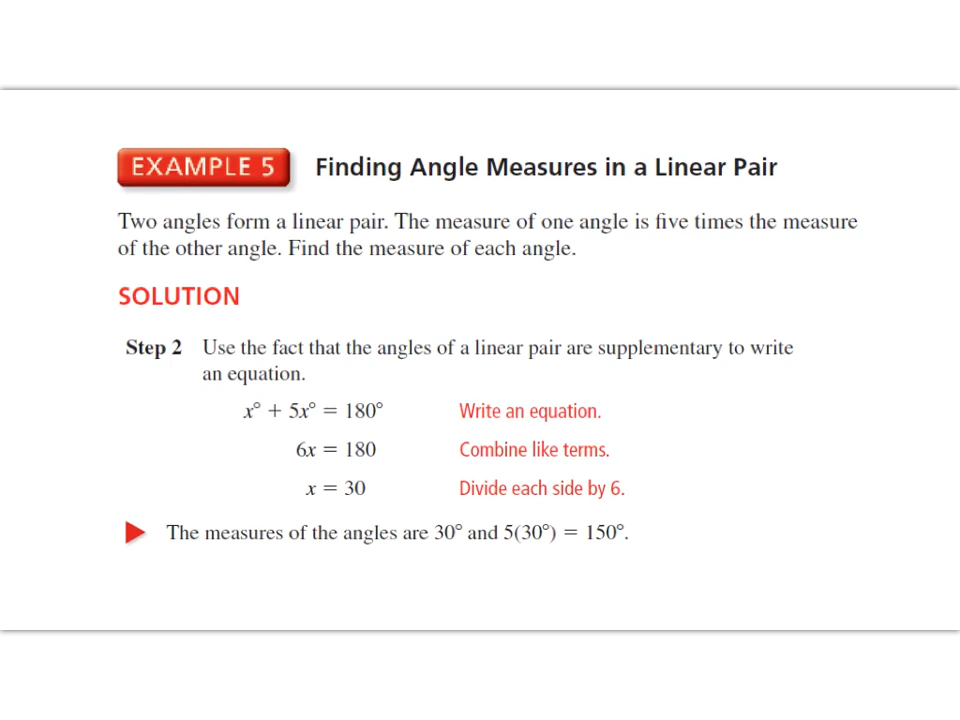 EXAMPLE 5 Finding Angle Measures in a Linear Pair
Two angles form a linear pair. The measure of one angle is five times the measure
of the other angle. Find the measure of each angle.
SOLUTION
Step 2 Use the fact that the angles of a linear pair are supplementary to write
an equation.
x° + 5x° = 180° Write an equation.
6x = 180 Combine like terms.
x = 30 Divide each side by 6.
The measures of the angles are 30° and 5(30°) = 150°.